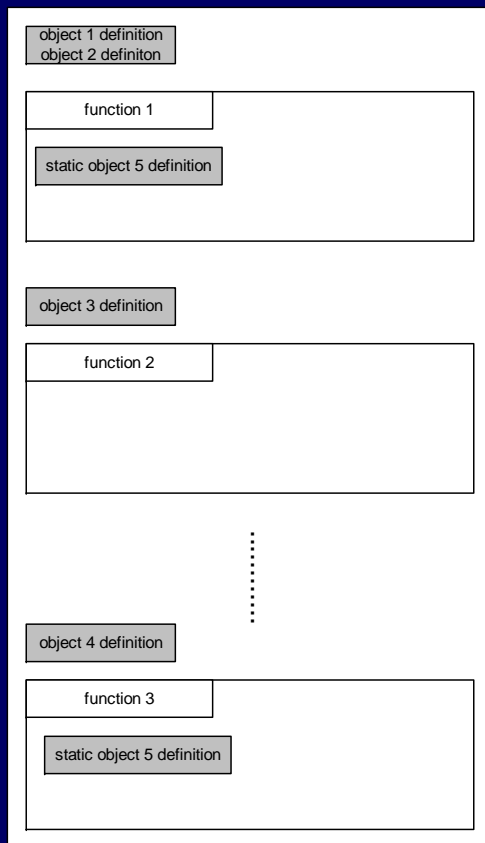 object 1 definition
object 2 definiton
function 1
static object 5 definition
object 3 definition
function 2
object 4 definition
function 3
static object 5 definition